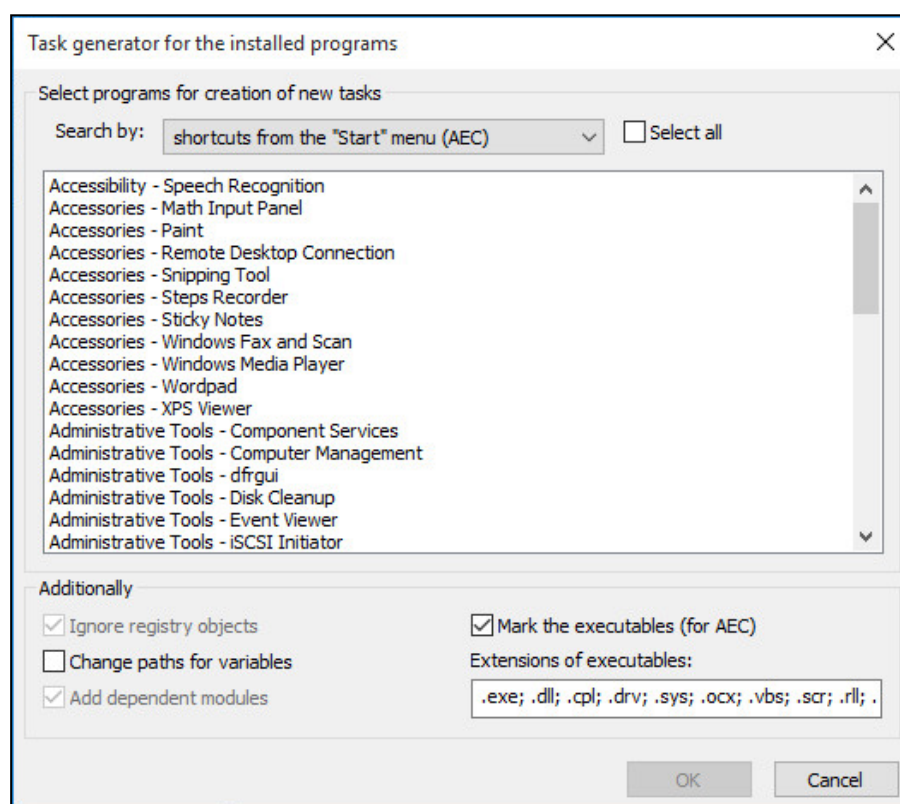 Task generator for the installed programs
Select programs for creation of new tasks
Search by: shortcuts from the "Start" menu (AEC) Select all
Accessibility - Speech Recognition
Accessories - Math Input Panel
Accessories - Paint
Accessories - Remote Desktop Connection
Accessories - Snipping Tool
Accessories - Steps Recorder
Accessories - Sticky Notes
Accessories - Windows Fax and Scan
Accessories - Windows Media Player
Accessories - Wordpad
Accessories - XPS Viewer
Administrative Tools - Component Services
Administrative Tools - Computer Management
Administrative Tools - dfrgui
Administrative Tools - Disk Cleanup
Administrative Tools - Event Viewer
Administrative Tools - iSCSI Initiator
Additionally
Ignore registry objects
Mark the executables (for AEC)
Change paths for variables
Extensions of executables:
Add dependent modules
.exe; .dll; .cpl; .drv; .sys; .ocx; .vbs; .scr; .rll; .
OK Cancel